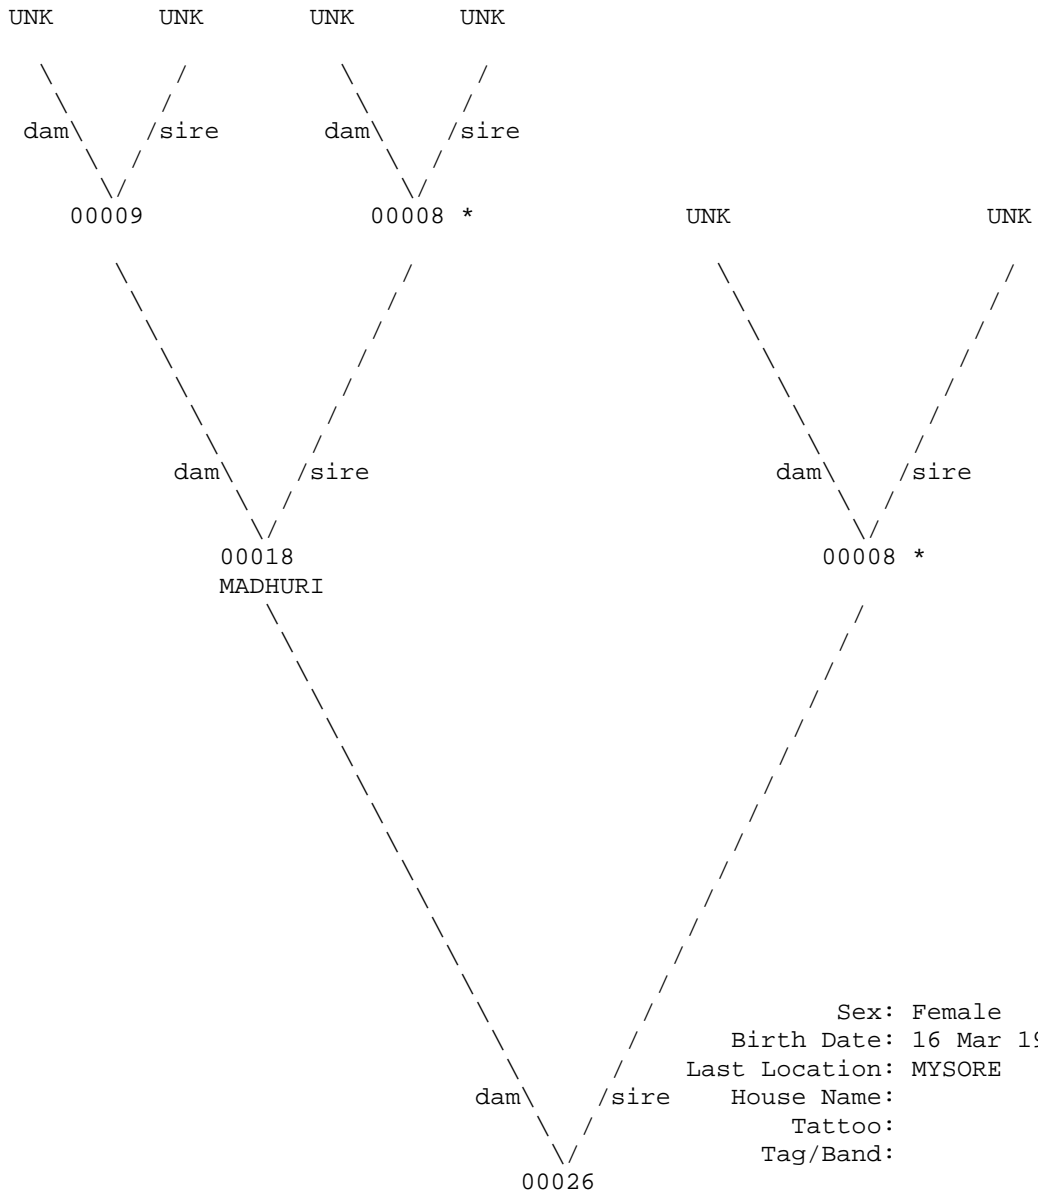 UNK UNK UNK UNK
dam sire dam sire
00009 00008 * UNK UNK
dam sire dam sire
00018 00008 *
MADHURI
Sex: Female
Birth Date: 16 Mar 19
Last Location: MYSORE
dam sire House Name:
Tattoo:
Tag/Band:
00026